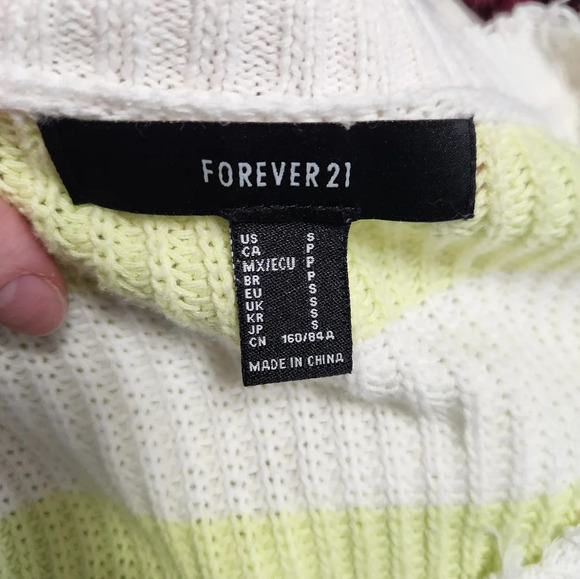 FOREVER 21
US S
CA P
MX/ECU P
BR P
EU S
UK S
KR S
JP S
CN 160/84A
MADE IN CHINA